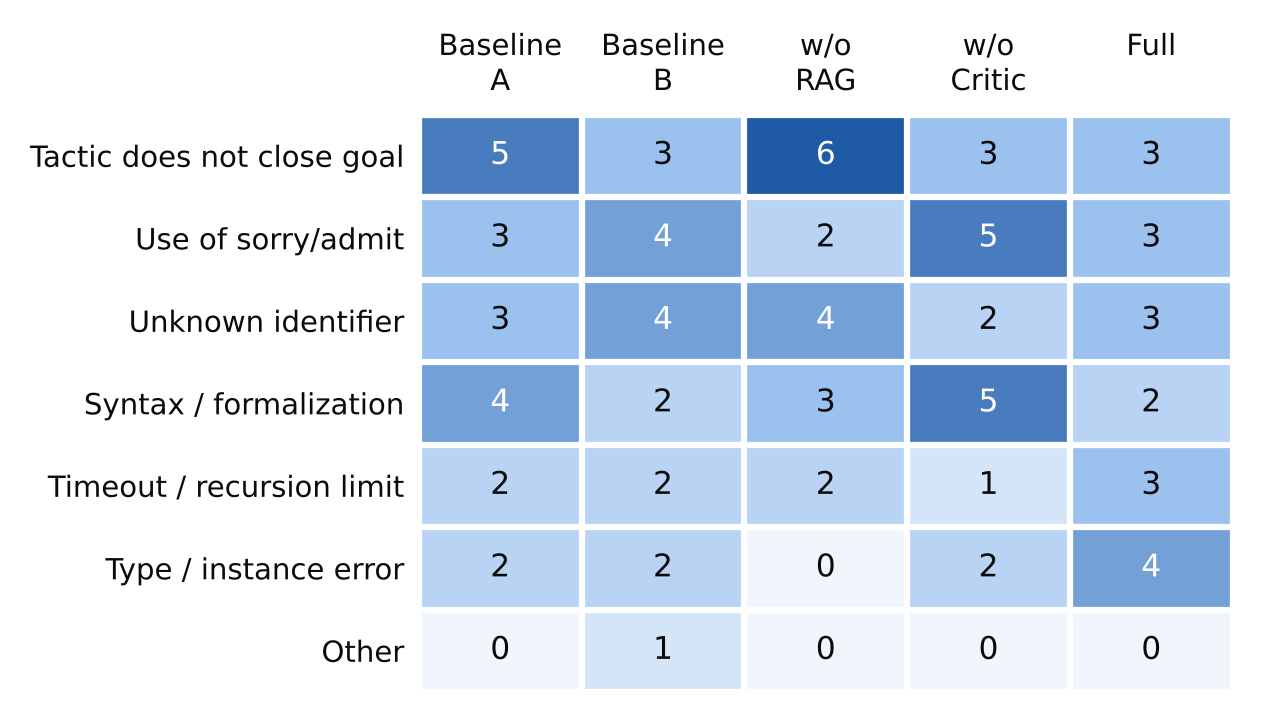 Baseline Baseline w/o w/o Full
A B RAG Critic
Tactic does not close goal 5 3 6 3 3
Use of sorry/admit 3 4 2 5 3
Unknown identifier 3 4 4 2 3
Syntax / formalization 4 2 3 5 2
Timeout / recursion limit 2 2 2 1 3
Type / instance error 2 2 0 2 4
Other 0 1 0 0 0